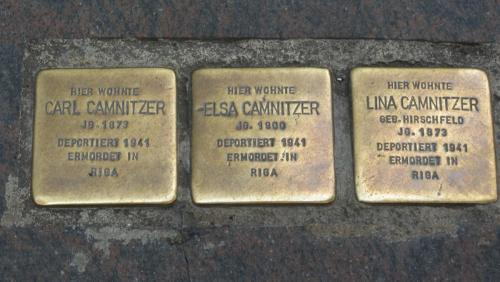 HIER WOHNTE
CARL CAMNITZER
JG. 1873
DEPORTIERT 1941
ERMORDET IN
RIGA
HIER WOHNTE
ELSA CAMNITZER
JG. 1900
DEPORTIERT 1941
ERMORDET IN
RIGA
HIER WOHNTE
LINA CAMNITZER
GEB. HIRSCHFELD
JG. 1873
DEPORTIERT 1941
ERMORDET IN
RIGA